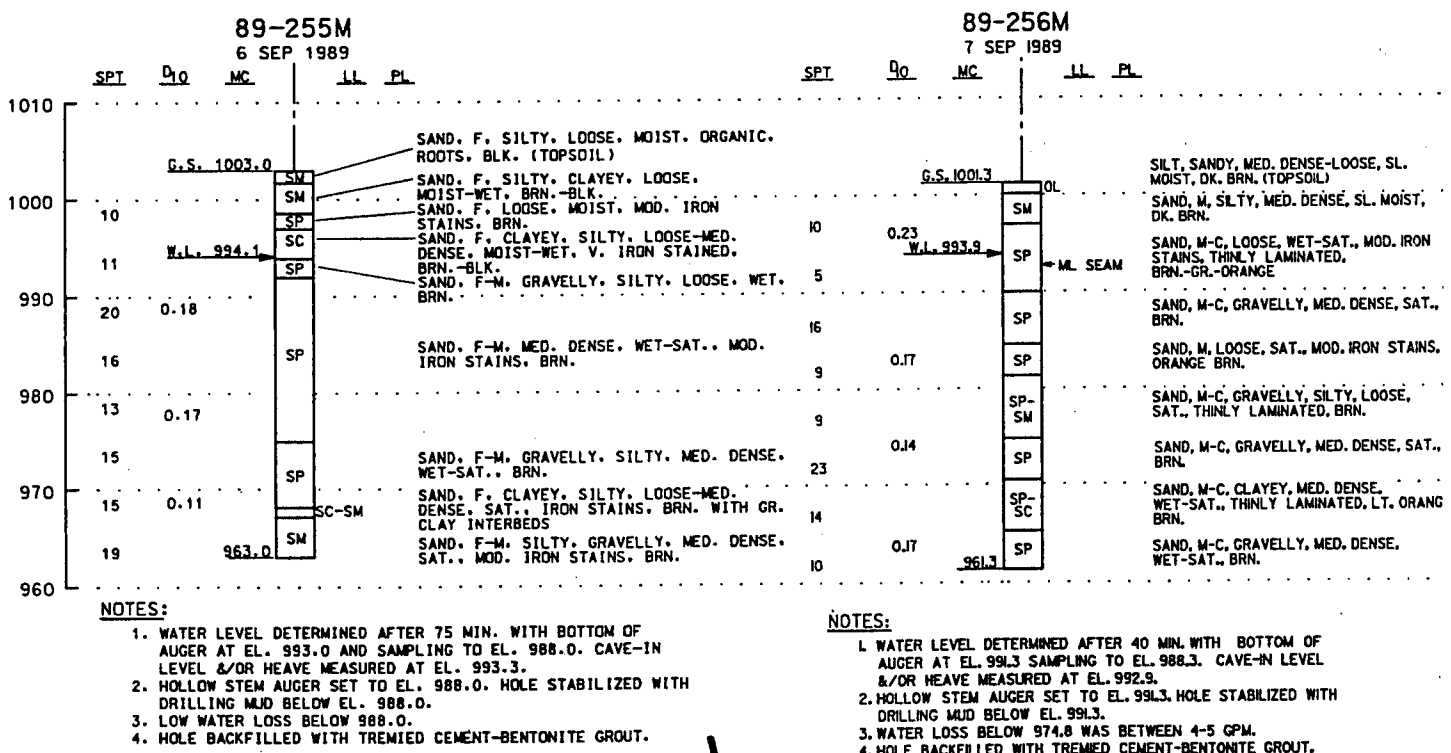 89-255M
6 SEP 1989
SPT D10 MC LL PL
1010
SAND. F. SILTY. LOOSE. MOIST. ORGANIC.
ROOTS. BLK. (TOPSOIL)
G.S. 1003.0
SM
SAND. F. SILTY. CLAYEY. LOOSE.
MOIST-WET. BRN.-BLK.
SM
1000
SAND. F. LOOSE. MOIST. MOD. IRON
STAINS. BRN.
10
SP
SAND. F. CLAYEY. SILTY. LOOSE-MED.
DENSE. MOIST-WET. V. IRON STAINED.
BRN.-BLK.
SC
W.L. 994.1
11
SP
SAND. F-M. GRAVELLY. SILTY. LOOSE. WET.
BRN.
990
20 0.18
SP
SAND. F-M. MED. DENSE. WET-SAT.. MOD.
IRON STAINS. BRN.
16
980
13 0.17
15
SP
SAND. F-M. GRAVELLY. SILTY. MED. DENSE.
WET-SAT.. BRN.
970
15 0.11
SC-SM
SAND. F. CLAYEY. SILTY. LOOSE-MED.
DENSE. SAT.. IRON STAINS. BRN. WITH GR.
CLAY INTERBEDS
SM
SAND. F-M. SILTY. GRAVELLY. MED. DENSE.
SAT.. MOD. IRON STAINS. BRN.
19
963.0
960
NOTES:
1. WATER LEVEL DETERMINED AFTER 75 MIN. WITH BOTTOM OF
AUGER AT EL. 993.0 AND SAMPLING TO EL. 988.0. CAVE-IN
LEVEL &/OR HEAVE MEASURED AT EL. 993.3.
2. HOLLOW STEM AUGER SET TO EL. 988.0. HOLE STABILIZED WITH
DRILLING MUD BELOW EL. 988.0.
3. LOW WATER LOSS BELOW 988.0.
4. HOLE BACKFILLED WITH TREMIED CEMENT-BENTONITE GROUT.
89-256M
7 SEP 1989
SPT D10 MC LL PL
G.S. 1001.3
OL
SILT, SANDY, MED. DENSE-LOOSE, SL.
MOIST, DK. BRN. (TOPSOIL)
SM
SAND, M, SILTY, MED. DENSE, SL. MOIST,
DK. BRN.
10
0.23
W.L. 993.9
SP
ML SEAM
SAND, M-C, LOOSE, WET-SAT., MOD. IRON
STAINS, THINLY LAMINATED,
BRN.-GR.-ORANGE
5
16
SP
SAND, M-C, GRAVELLY, MED. DENSE, SAT.,
BRN.
9 0.17
SP
SAND, M, LOOSE, SAT., MOD. IRON STAINS,
ORANGE BRN.
9
SP-
SM
SAND, M-C, GRAVELLY, SILTY, LOOSE,
SAT., THINLY LAMINATED, BRN.
0.14
23
SP
SAND, M-C, GRAVELLY, MED. DENSE, SAT.,
BRN.
14
SP-
SC
SAND, M-C, CLAYEY, MED. DENSE,
WET-SAT., THINLY LAMINATED, LT. ORANG
BRN.
0.17
10
SP
SAND, M-C, GRAVELLY, MED. DENSE,
WET-SAT., BRN.
961.3
NOTES:
1. WATER LEVEL DETERMINED AFTER 40 MIN. WITH BOTTOM OF
AUGER AT EL. 991.3 SAMPLING TO EL. 988.3. CAVE-IN LEVEL
&/OR HEAVE MEASURED AT EL. 992.9.
2. HOLLOW STEM AUGER SET TO EL. 991.3. HOLE STABILIZED WITH
DRILLING MUD BELOW EL. 991.3.
3. WATER LOSS BELOW 974.8 WAS BETWEEN 4-5 GPM.
4. HOLE BACKFILLED WITH TREMIED CEMENT-BENTONITE GROUT.